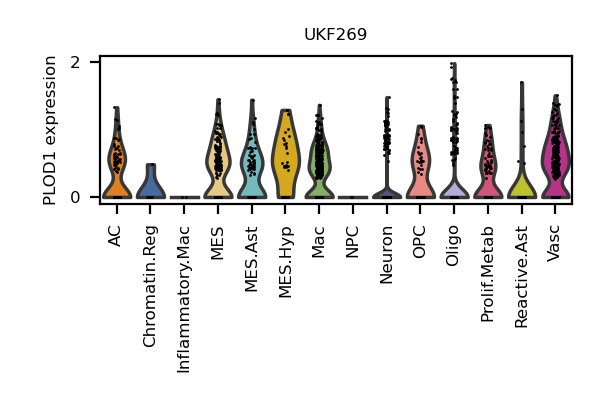 UKF269
PLOD1 expression
2
0
AC
Chromatin.Reg
Inflammatory.Mac
MES
MES.Ast
MES.Hyp
Mac
NPC
Neuron
OPC
Oligo
Prolif.Metab
Reactive.Ast
Vasc